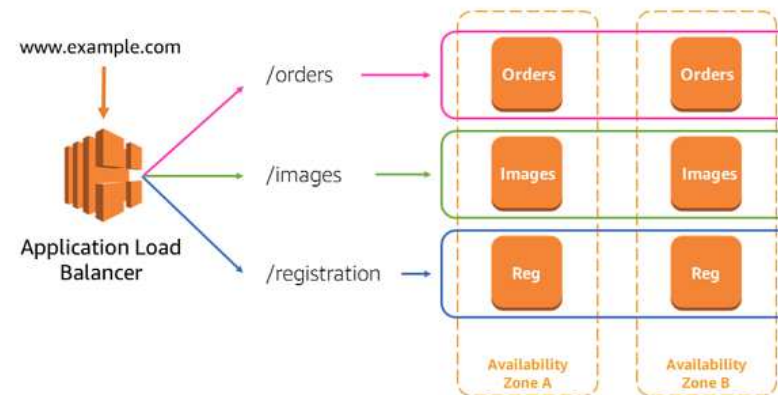 www.example.com
/orders
Orders
Orders
/images
Images
Images
Application Load
Balancer
/registration
Reg
Reg
Availability
Zone A
Availability
Zone B